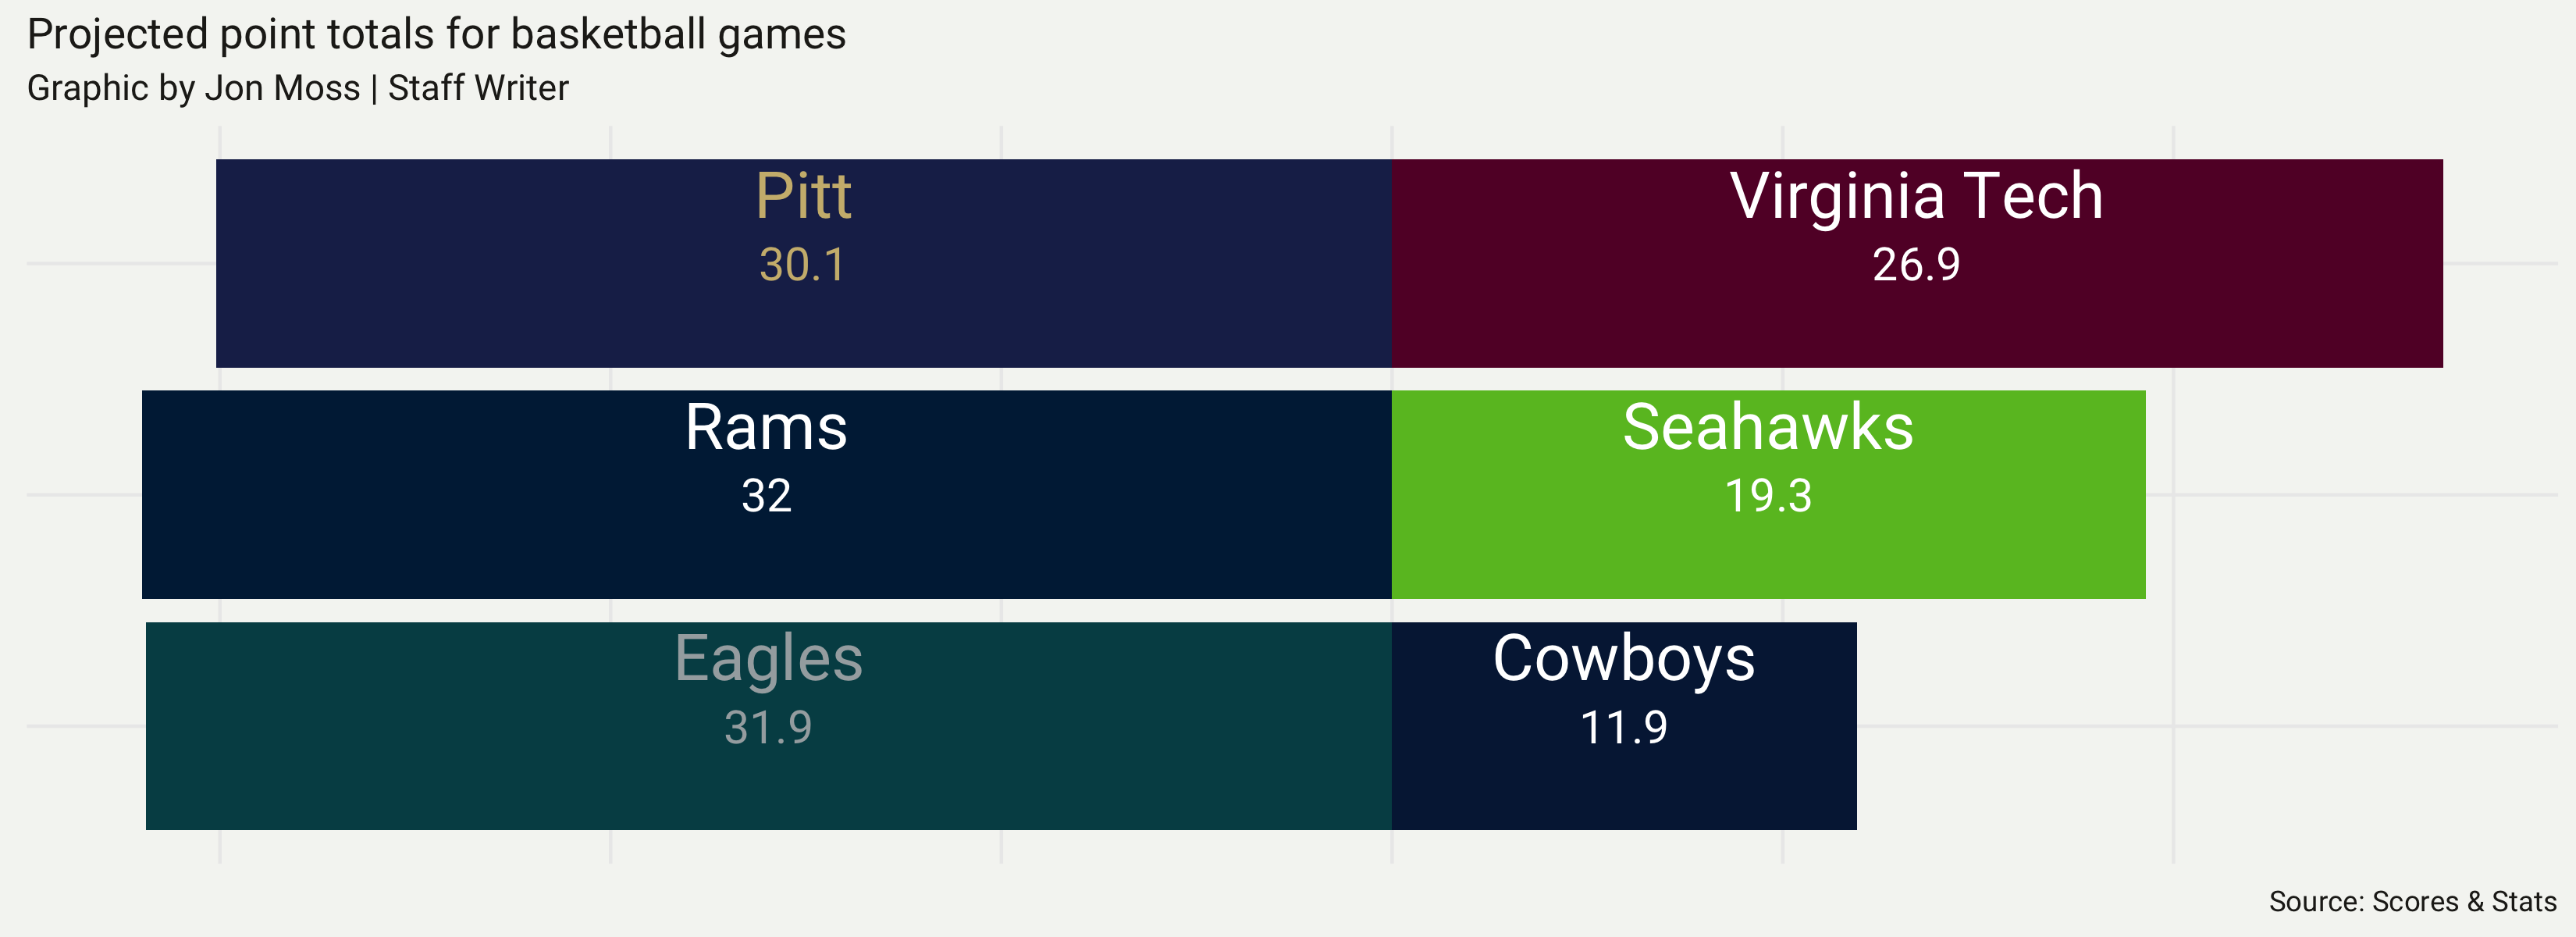 Projected point totals for basketball games
Graphic by Jon Moss | Staff Writer
Pitt
30.1
Virginia Tech
26.9
Rams
32
Seahawks
19.3
Eagles
31.9
Cowboys
11.9
Source: Scores & Stats